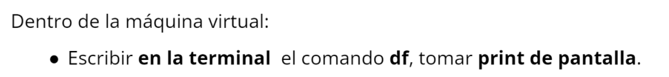 Dentro de la máquina virtual:
● Escribir en la terminal el comando df, tomar print de pantalla.